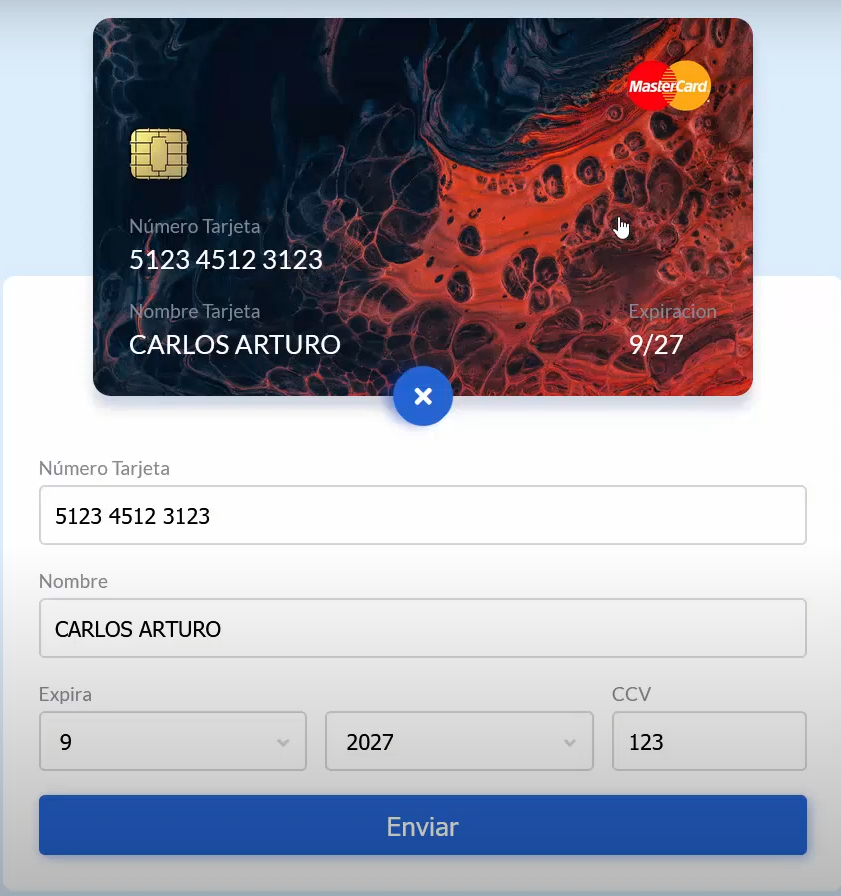 MasterCard
Número Tarjeta
5123 4512 3123
Nombre Tarjeta
Expiracion
CARLOS ARTURO
9/27
Número Tarjeta
5123 4512 3123
Nombre
CARLOS ARTURO
Expira
CCV
9
2027
123
Enviar